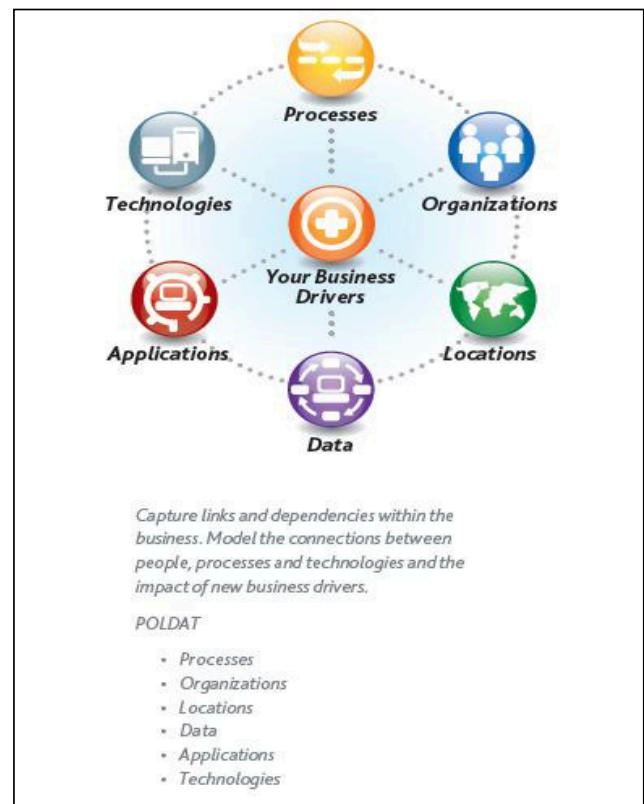 Processes
Technologies
Organizations
Your Business
Drivers
Applications
Locations
Data
Capture links and dependencies within the
business. Model the connections between
people, processes and technologies and the
impact of new business drivers.
POLDAT
• Processes
• Organizations
• Locations
• Data
• Applications
• Technologies